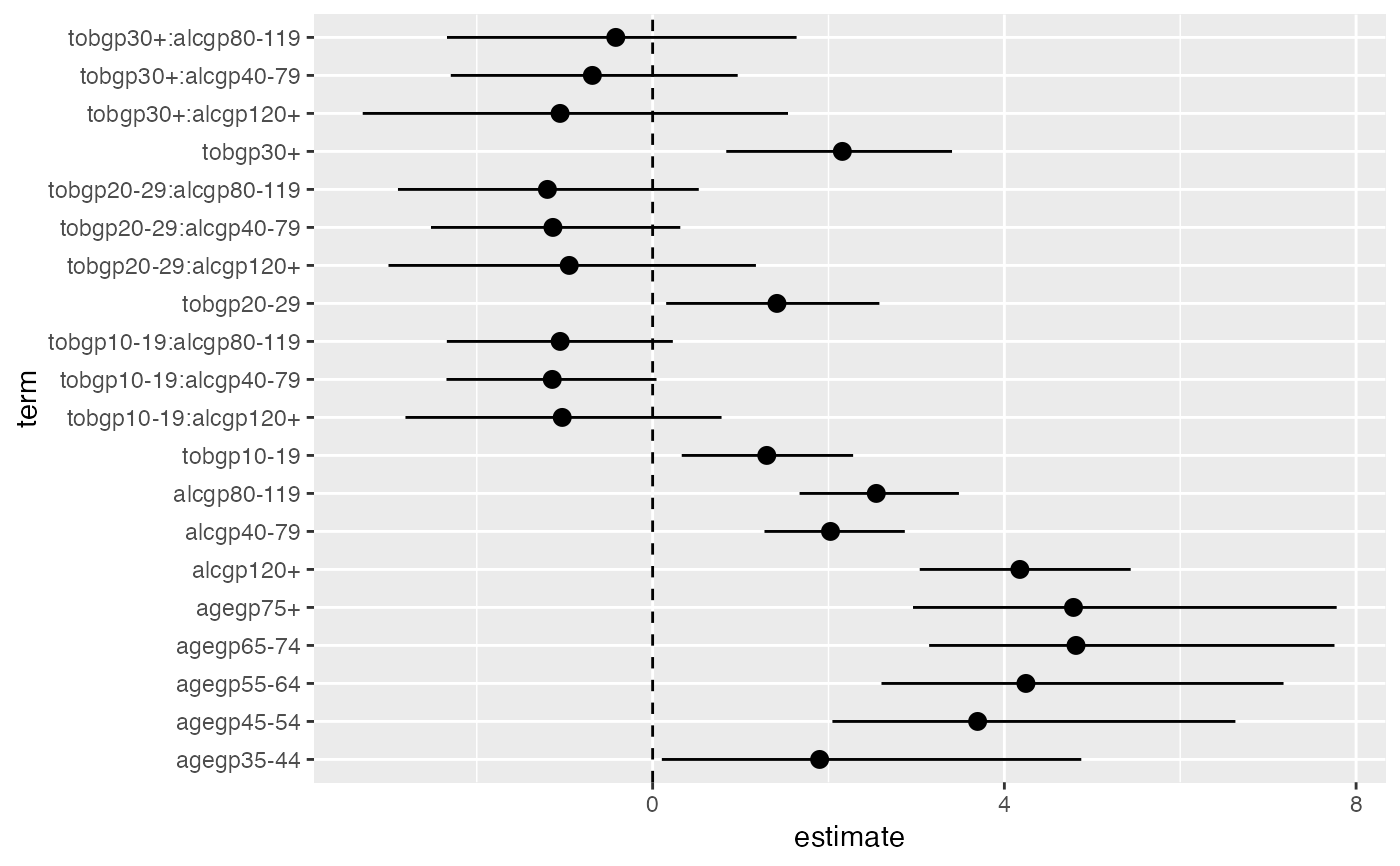 tobgp30+:alcgp80-119
tobgp30+:alcgp40-79
tobgp30+:alcgp120+
tobgp30+
tobgp20-29:alcgp80-119
tobgp20-29:alcgp40-79
tobgp20-29:alcgp120+
tobgp20-29
tobgp10-19:alcgp80-119
tobgp10-19:alcgp40-79
tobgp10-19:alcgp120+
tobgp10-19
alcgp80-119
alcgp40-79
alcgp120+
agegp75+
agegp65-74
agegp55-64
agegp45-54
agegp35-44
term
0 4 8
estimate